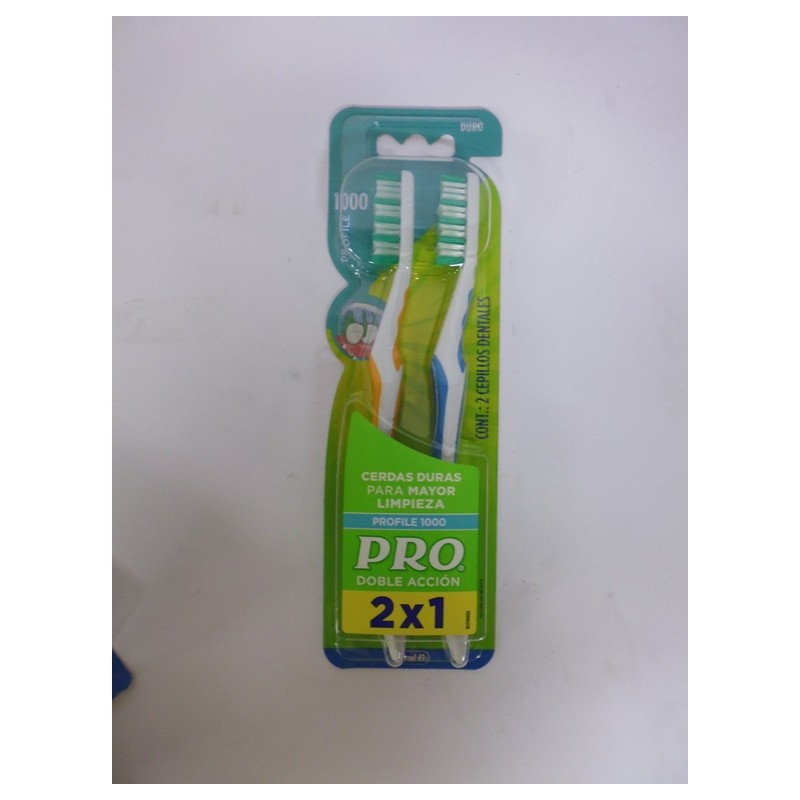 DURO
1000
PROFILE
CONT.: 2 CEPILLOS DENTALES
CERDAS DURAS
PARA MAYOR
LIMPIEZA
PROFILE 1000
PRO®
DOBLE ACCIÓN
2x1